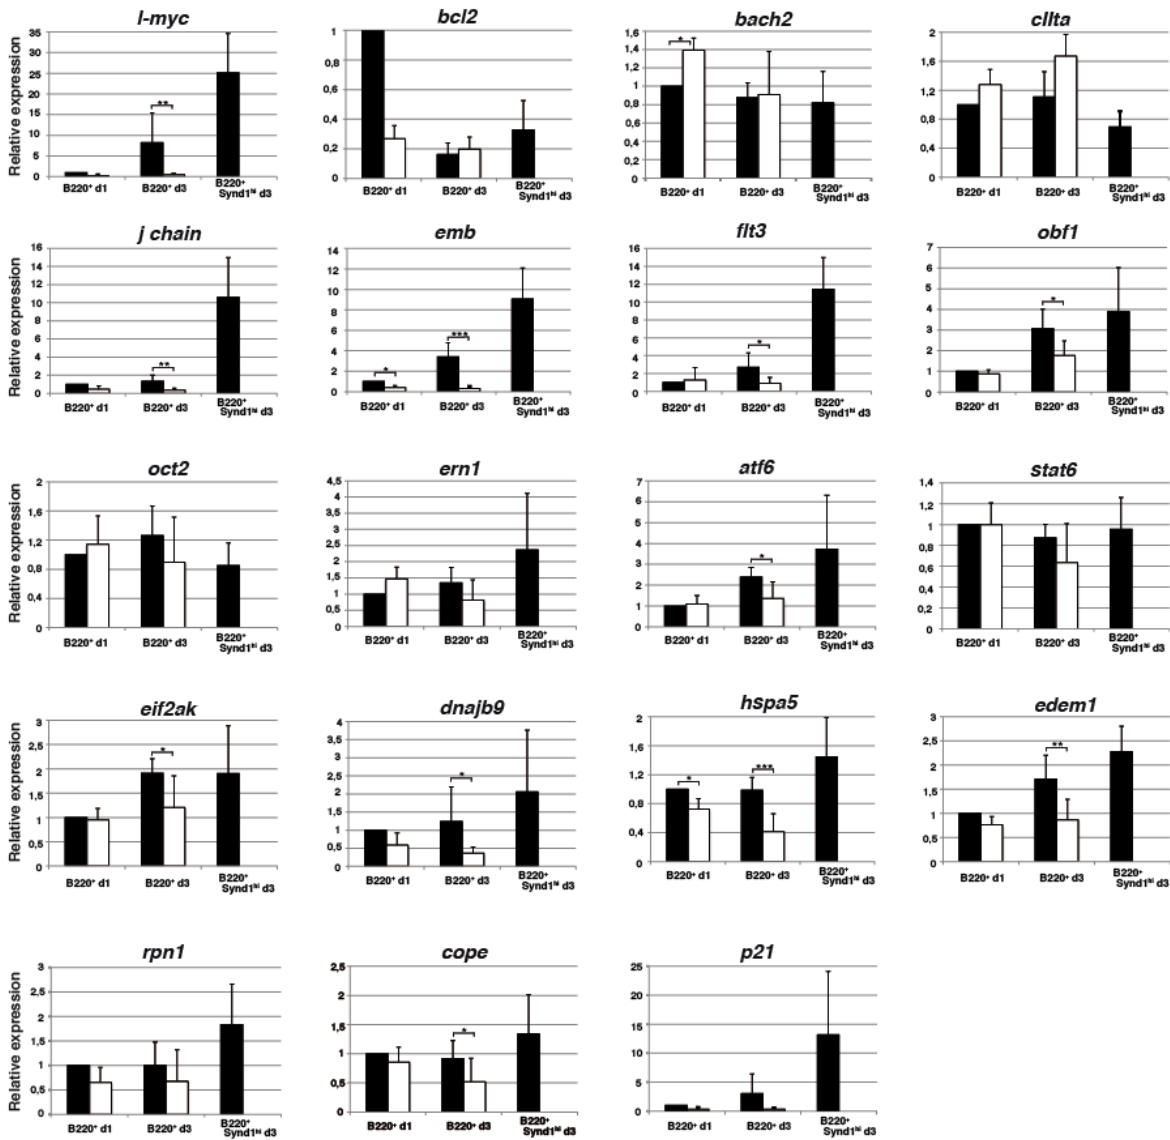 l-myc
Relative expression
35
30
25
20
15
10
5
0
**
B220⁺ d1
B220⁺ d3
B220⁺
Synd1ʰⁱ d3
bcl2
1
0,8
0,6
0,4
0,2
0
B220⁺ d1
B220⁺ d3
B220⁺
Synd1ʰⁱ d3
bach2
1,6
1,4
1,2
1
0,8
0,6
0,4
0,2
0
*
B220⁺ d1
B220⁺ d3
B220⁺
Synd1ʰⁱ d3
cllta
2
1,6
1,2
0,8
0,4
0
B220⁺ d1
B220⁺ d3
B220⁺
Synd1ʰⁱ d3
j chain
Relative expression
16
14
12
10
8
6
4
2
0
**
B220⁺ d1
B220⁺ d3
B220⁺
Synd1ʰⁱ d3
emb
14
12
10
8
6
4
2
0
*
***
B220⁺ d1
B220⁺ d3
B220⁺
Synd1ʰⁱ d3
flt3
16
14
12
10
8
6
4
2
0
*
B220⁺ d1
B220⁺ d3
B220⁺
Synd1ʰⁱ d3
obf1
7
6
5
4
3
2
1
0
*
B220⁺ d1
B220⁺ d3
B220⁺
Synd1ʰⁱ d3
oct2
Relative expression
2
1,6
1,2
0,8
0,4
0
B220⁺ d1
B220⁺ d3
B220⁺
Synd1ʰⁱ d3
ern1
4,5
4
3,5
3
2,5
2
1,5
1
0,5
0
B220⁺ d1
B220⁺ d3
B220⁺
Synd1ʰⁱ d3
atf6
7
6
5
4
3
2
1
0
*
B220⁺ d1
B220⁺ d3
B220⁺
Synd1ʰⁱ d3
stat6
1,4
1,2
1
0,8
0,6
0,4
0,2
0
B220⁺ d1
B220⁺ d3
B220⁺
Synd1ʰⁱ d3
eif2ak
Relative expression
3
2,5
2
1,5
1
0,5
0
*
B220⁺ d1
B220⁺ d3
B220⁺
Synd1ʰⁱ d3
dnajb9
4
3,5
3
2,5
2
1,5
1
0,5
0
*
B220⁺ d1
B220⁺ d3
B220⁺
Synd1ʰⁱ d3
hspa5
2
1,6
1,2
0,8
0,4
0
*
***
B220⁺ d1
B220⁺ d3
B220⁺
Synd1ʰⁱ d3
edem1
3
2,5
2
1,5
1
0,5
0
**
B220⁺ d1
B220⁺ d3
B220⁺
Synd1ʰⁱ d3
rpn1
Relative expression
3
2,5
2
1,5
1
0,5
0
B220⁺ d1
B220⁺ d3
B220⁺
Synd1ʰⁱ d3
cope
2,5
2
1,5
1
0,5
0
*
B220⁺ d1
B220⁺ d3
B220⁺
Synd1ʰⁱ d3
p21
25
20
15
10
5
0
B220⁺ d1
B220⁺ d3
B220⁺
Synd1ʰⁱ d3